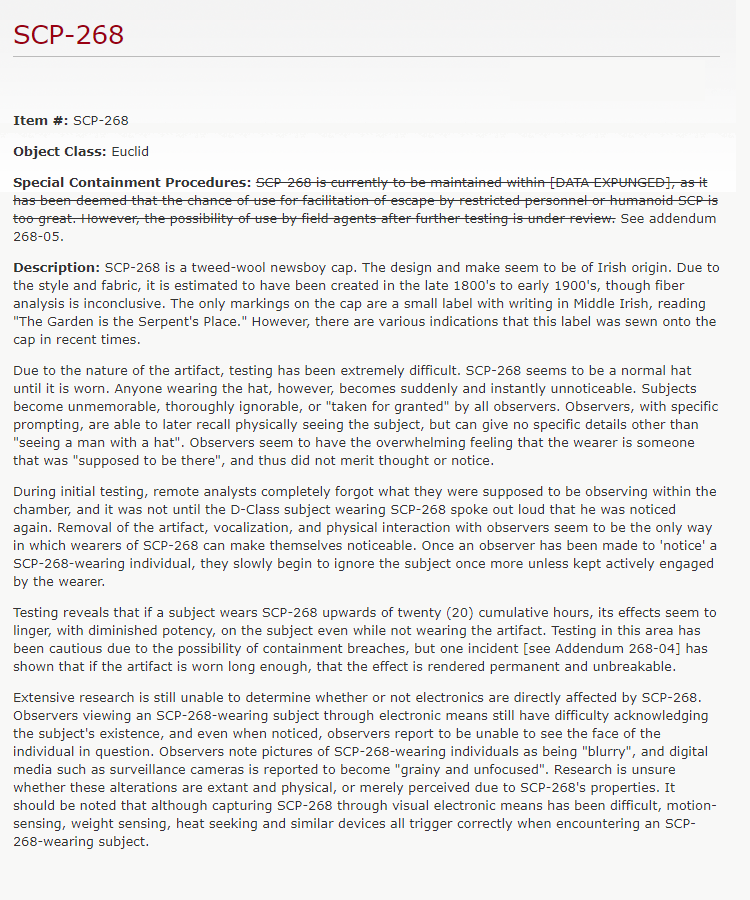 SCP-268
Item #: SCP-268
Object Class: Euclid
Special Containment Procedures: SCP-268 is currently to be maintained within [DATA EXPUNGED], as it
has been deemed that the chance of use for facilitation of escape by restricted personnel or humanoid SCP is
too great. However, the possibility of use by field agents after further testing is under review. See addendum
268-05.
Description: SCP-268 is a tweed-wool newsboy cap. The design and make seem to be of Irish origin. Due to
the style and fabric, it is estimated to have been created in the late 1800's to early 1900's, though fiber
analysis is inconclusive. The only markings on the cap are a small label with writing in Middle Irish, reading
"The Garden is the Serpent's Place." However, there are various indications that this label was sewn onto the
cap in recent times.
Due to the nature of the artifact, testing has been extremely difficult. SCP-268 seems to be a normal hat
until it is worn. Anyone wearing the hat, however, becomes suddenly and instantly unnoticeable. Subjects
become unmemorable, thoroughly ignorable, or "taken for granted" by all observers. Observers, with specific
prompting, are able to later recall physically seeing the subject, but can give no specific details other than
"seeing a man with a hat". Observers seem to have the overwhelming feeling that the wearer is someone
that was "supposed to be there", and thus did not merit thought or notice.
During initial testing, remote analysts completely forgot what they were supposed to be observing within the
chamber, and it was not until the D-Class subject wearing SCP-268 spoke out loud that he was noticed
again. Removal of the artifact, vocalization, and physical interaction with observers seem to be the only way
in which wearers of SCP-268 can make themselves noticeable. Once an observer has been made to 'notice' a
SCP-268-wearing individual, they slowly begin to ignore the subject once more unless kept actively engaged
by the wearer.
Testing reveals that if a subject wears SCP-268 upwards of twenty (20) cumulative hours, its effects seem to
linger, with diminished potency, on the subject even while not wearing the artifact. Testing in this area has
been cautious due to the possibility of containment breaches, but one incident [see Addendum 268-04] has
shown that if the artifact is worn long enough, that the effect is rendered permanent and unbreakable.
Extensive research is still unable to determine whether or not electronics are directly affected by SCP-268.
Observers viewing an SCP-268-wearing subject through electronic means still have difficulty acknowledging
the subject's existence, and even when noticed, observers report to be unable to see the face of the
individual in question. Observers note pictures of SCP-268-wearing individuals as being "blurry", and digital
media such as surveillance cameras is reported to become "grainy and unfocused". Research is unsure
whether these alterations are extant and physical, or merely perceived due to SCP-268's properties. It
should be noted that although capturing SCP-268 through visual electronic means has been difficult, motion-
sensing, weight sensing, heat seeking and similar devices all trigger correctly when encountering an SCP-
268-wearing subject.